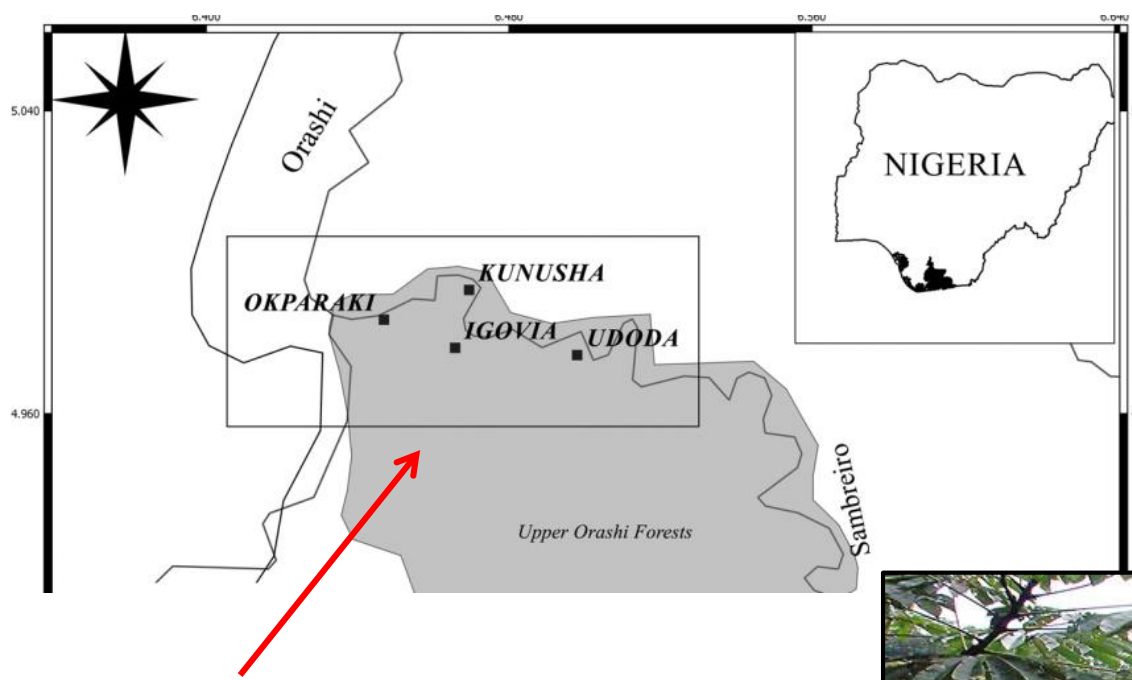 6.400 6.480 6.560 6.640
5.040
Orashi
NIGERIA
KUNUSHA
OKPARAKI
IGOVIA
UDODA
4.960
Sambreiro
Upper Orashi Forests